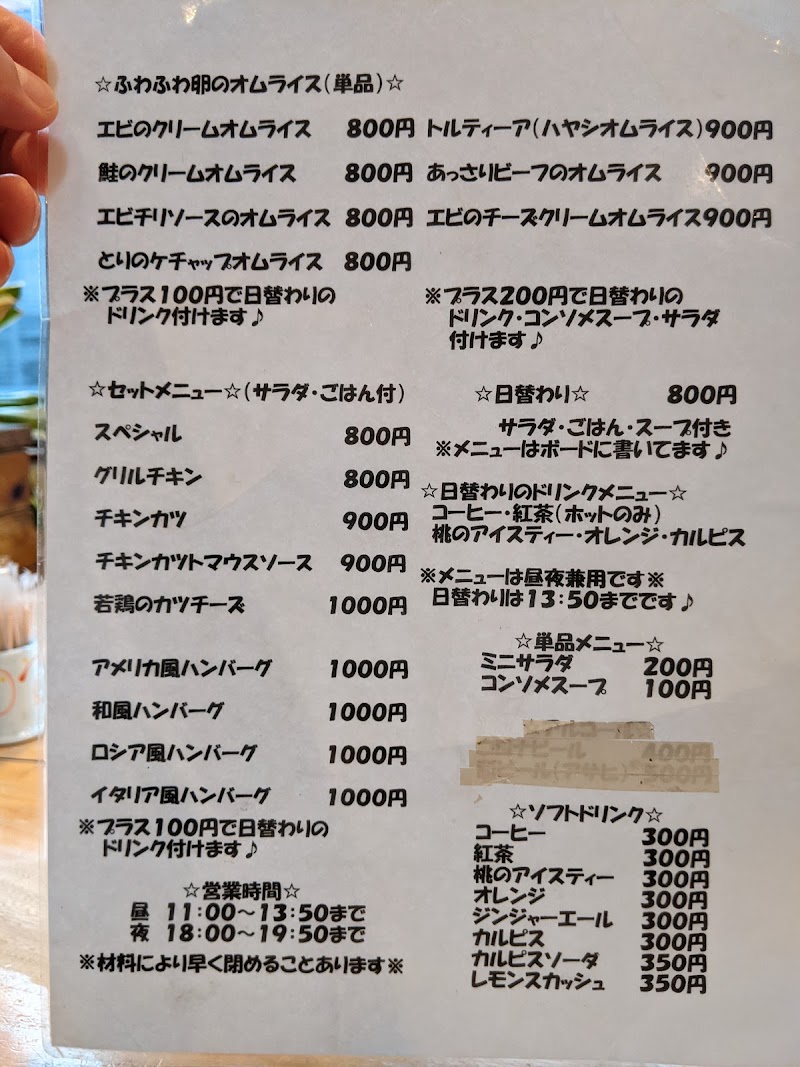 ☆ふわふわ卵のオムライス(単品)☆
エビのクリームオムライス 800円
鮭のクリームオムライス 800円
エビチリソースのオムライス 800円
とりのケチャップオムライス 800円
※プラス100円で日替わりの
ドリンク付けます♪
トルティーア(ハヤシオムライス)900円
あっさりビーフのオムライス 900円
エビのチーズクリームオムライス900円
※プラス200円で日替わりの
ドリンク・コンソメスープ・サラダ
付けます♪
☆セットメニュー☆(サラダ・ごはん付)
スペシャル 800円
グリルチキン 800円
チキンカツ 900円
チキンカツトマウスソース 900円
若鶏のカツチーズ 1000円
アメリカ風ハンバーグ 1000円
和風ハンバーグ 1000円
ロシア風ハンバーグ 1000円
イタリア風ハンバーグ 1000円
※プラス100円で日替わりの
ドリンク付けます♪
☆営業時間☆
昼 11:00～13:50まで
夜 18:00～19:50まで
※材料により早く閉めることあります※
☆日替わり☆ 800円
サラダ・ごはん・スープ付き
※メニューはボードに書いてます♪
☆日替わりのドリンクメニュー☆
コーヒー・紅茶(ホットのみ)
桃のアイスティー・オレンジ・カルピス
※メニューは昼夜兼用です※
日替わりは13:50までです♪
☆単品メニュー☆
ミニサラダ 200円
コンソメスープ 100円
アルコール
ビール 400円
ビール(アサヒ) 500円
☆ソフトドリンク☆
コーヒー 300円
紅茶 300円
桃のアイスティー 300円
オレンジ 300円
ジンジャーエール 300円
カルピス 300円
カルピスソーダ 350円
レモンスカッシュ 350円